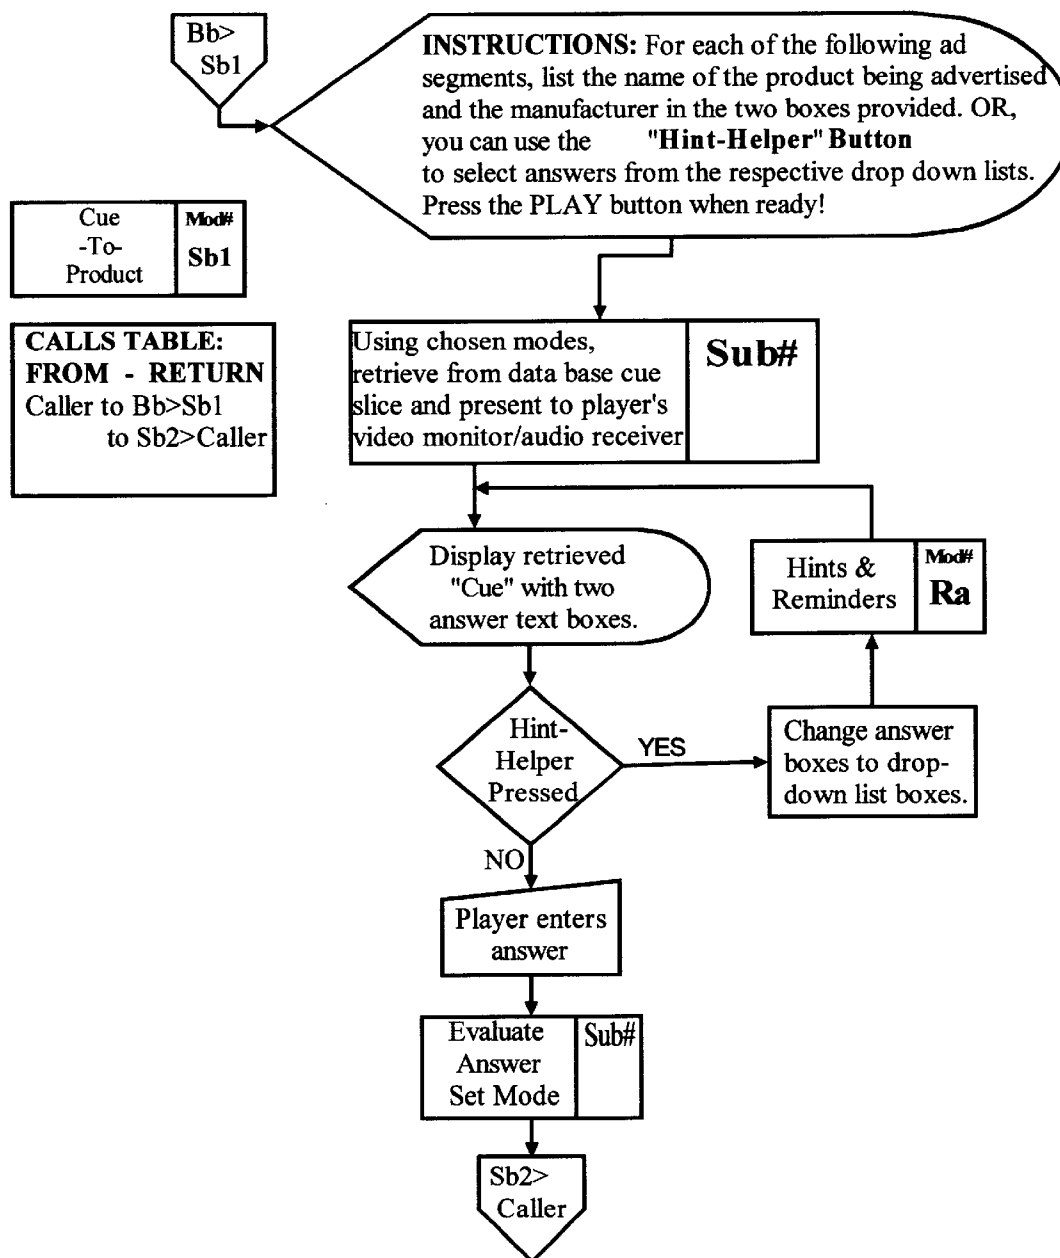 Bb>
Sb1
INSTRUCTIONS: For each of the following ad
segments, list the name of the product being advertised
and the manufacturer in the two boxes provided. OR,
you can use the "Hint-Helper" Button
to select answers from the respective drop down lists.
Press the PLAY button when ready!
Cue
-To-
Product
Mod#
Sb1
CALLS TABLE:
FROM - RETURN
Caller to Bb>Sb1
to Sb2>Caller
Using chosen modes,
retrieve from data base cue
slice and present to player's
video monitor/audio receiver
Sub#
Display retrieved
"Cue" with two
answer text boxes.
Hints &
Reminders
Mod#
Ra
Hint-
Helper
Pressed
YES
Change answer
boxes to drop-
down list boxes.
NO
Player enters
answer
Evaluate
Answer
Set Mode
Sub#
Sb2>
Caller